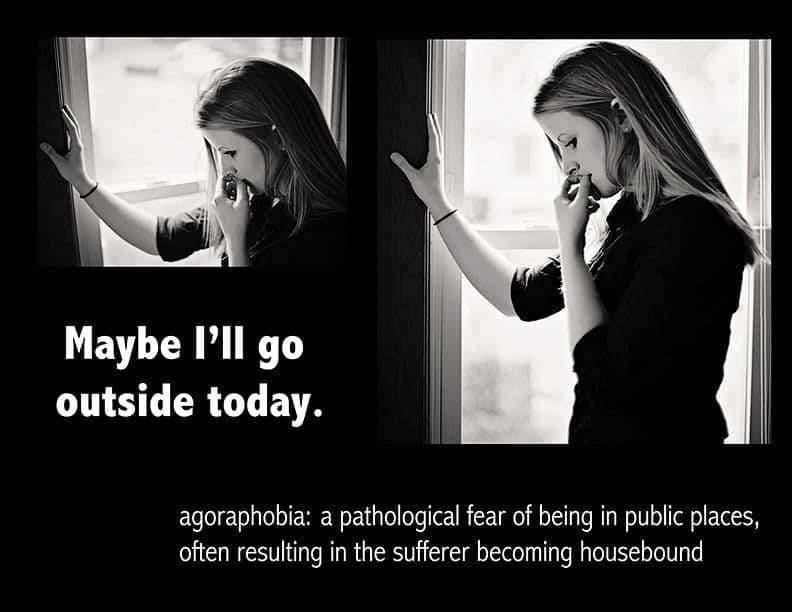 Maybe I’ll go
outside today.
agoraphobia: a pathological fear of being in public places,
often resulting in the sufferer becoming housebound